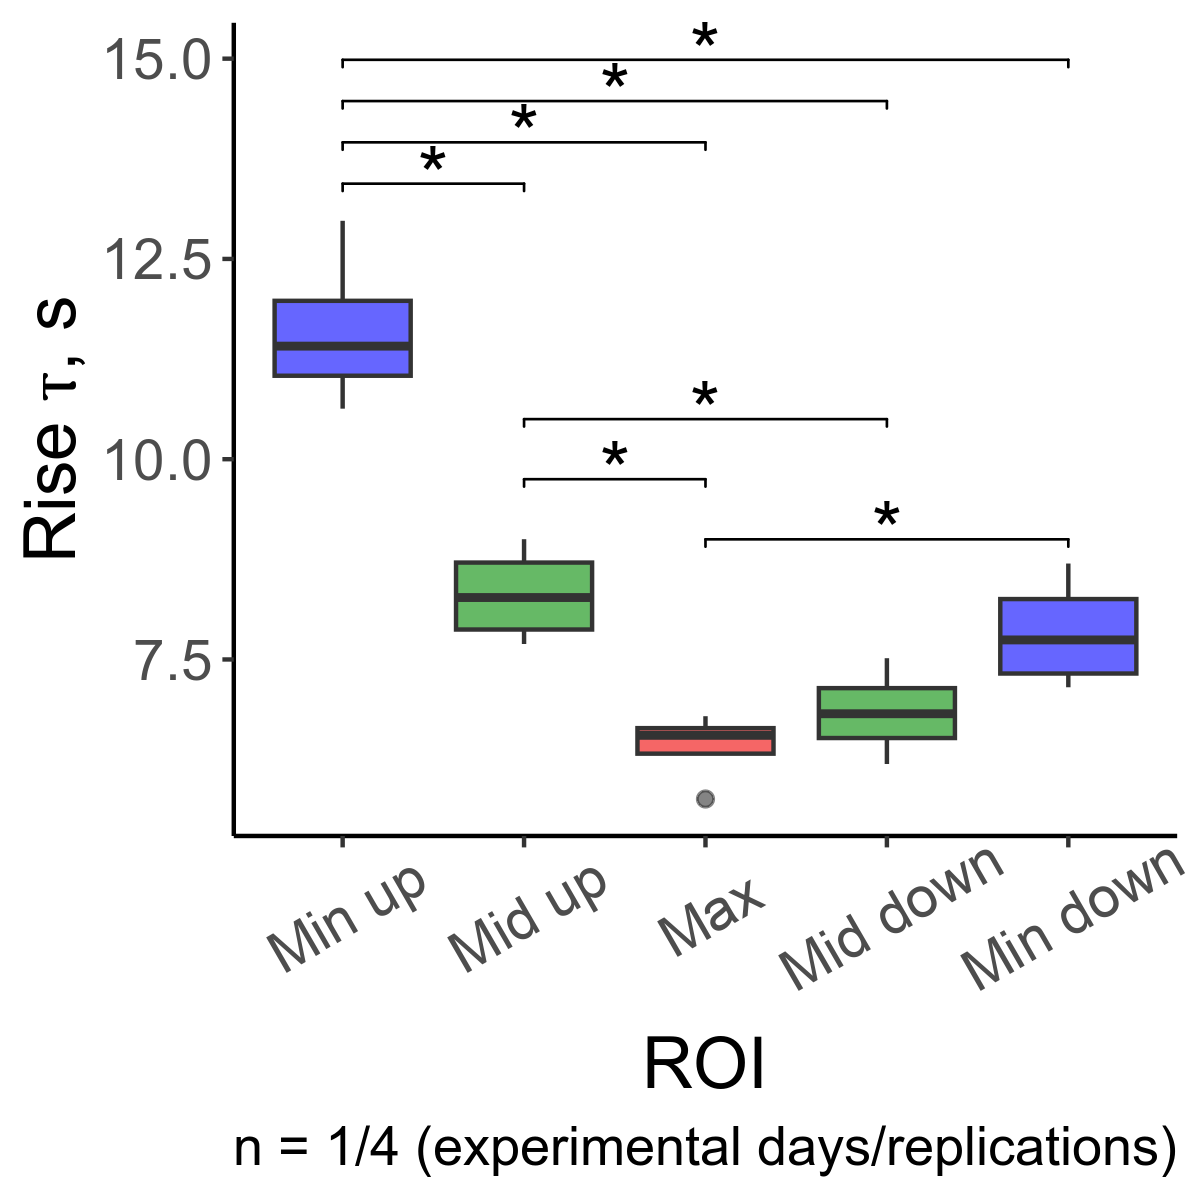 *
*
*
*
*
*
*
15.0
12.5
10.0
7.5
Rise τ, s
Min up
Mid up
Max
Mid down
Min down
ROI
n = 1/4 (experimental days/replications)